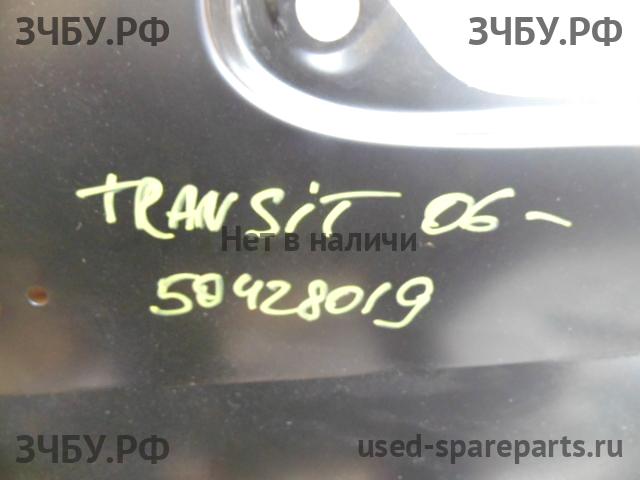 ЗЧБУ.РФ ЗЧБУ.РФ
TRANSIT 06-
Нет в наличи
50428019
ЗЧБУ.РФ used-spareparts.ru